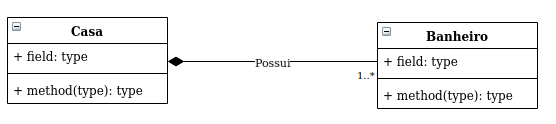 Casa
+ field: type
+ method(type): type
Possui
1..*
Banheiro
+ field: type
+ method(type): type